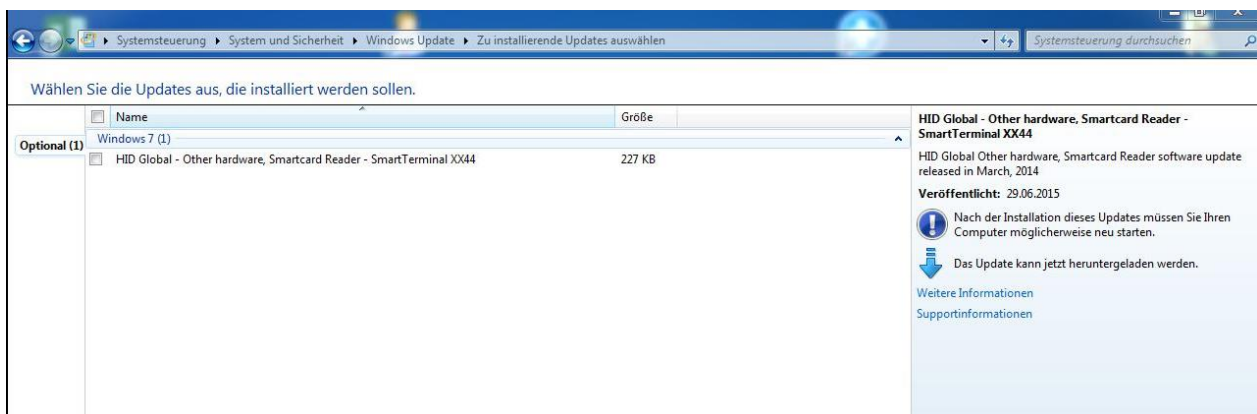 Systemsteuerung ▸ System und Sicherheit ▸ Windows Update ▸ Zu installierende Updates auswählen
Systemsteuerung durchsuchen
Wählen Sie die Updates aus, die installiert werden sollen.
Name Größe
Optional (1)
Windows 7 (1)
HID Global - Other hardware, Smartcard Reader - SmartTerminal XX44 227 KB
HID Global - Other hardware, Smartcard Reader -
SmartTerminal XX44
HID Global Other hardware, Smartcard Reader software update
released in March, 2014
Veröffentlicht: 29.06.2015
Nach der Installation dieses Updates müssen Sie Ihren
Computer möglicherweise neu starten.
Das Update kann jetzt heruntergeladen werden.
Weitere Informationen
Supportinformationen